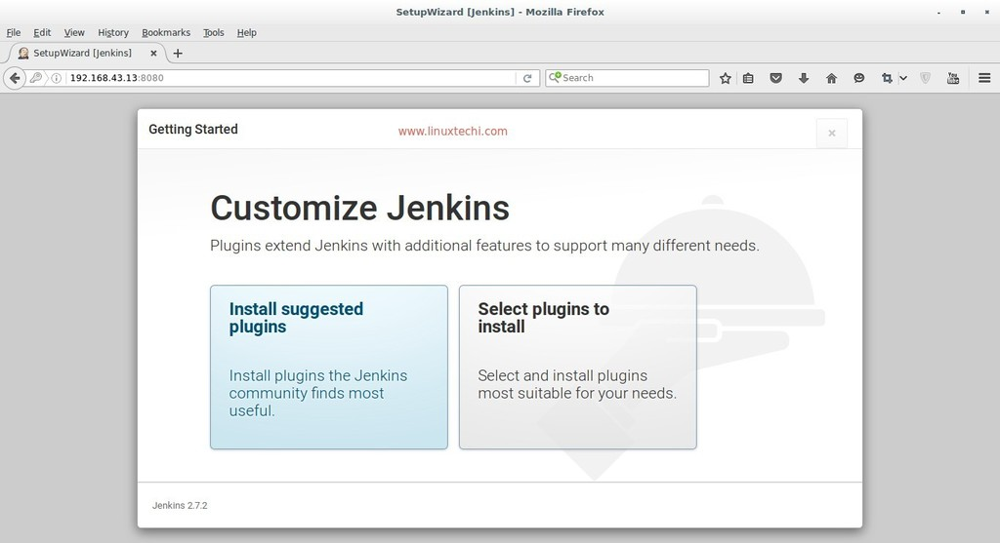 SetupWizard [Jenkins] - Mozilla Firefox
File Edit View History Bookmarks Tools Help
SetupWizard [Jenkins]
192.168.43.13:8080
Search
You Tube
Getting Started
www.linuxtechi.com
Customize Jenkins
Plugins extend Jenkins with additional features to support many different needs.
Install suggested
plugins
Install plugins the Jenkins
community finds most
useful.
Select plugins to
install
Select and install plugins
most suitable for your needs.
Jenkins 2.7.2